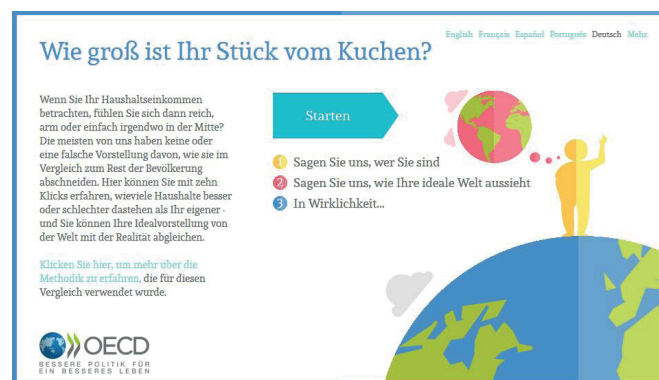 English Français Español Português Deutsch Mehr
Wie groß ist Ihr Stück vom Kuchen?
Wenn Sie Ihr Haushaltseinkommen
betrachten, fühlen Sie sich dann reich,
arm oder einfach irgendwo in der Mitte?
Die meisten von uns haben keine oder
eine falsche Vorstellung davon, wie sie im
Vergleich zum Rest der Bevölkerung
abschneiden. Hier können Sie mit zehn
Klicks erfahren, wieviele Haushalte besser
oder schlechter dastehen als Ihr eigener -
und Sie können Ihre Idealvorstellung von
der Welt mit der Realität abgleichen.
Klicken Sie hier, um mehr über die
Methodik zu erfahren, die für diesen
Vergleich verwendet wurde.
Starten
1 Sagen Sie uns, wer Sie sind
2 Sagen Sie uns, wie Ihre ideale Welt aussieht
3 In Wirklichkeit...
OECD
BESSERE POLITIK FÜR
EIN BESSERES LEBEN